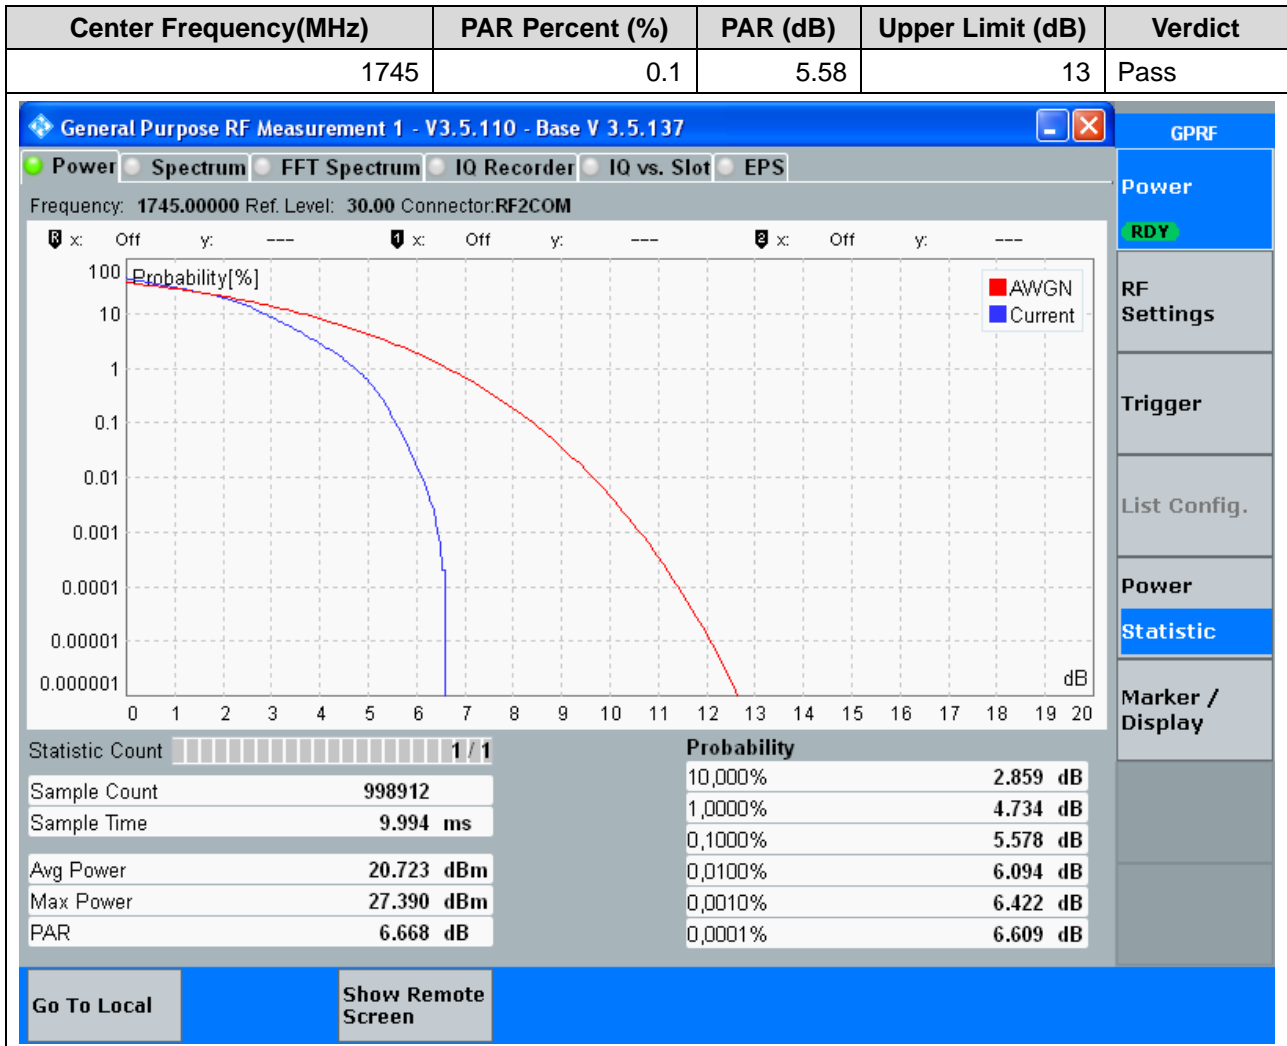 Center Frequency(MHz) PAR Percent (%) PAR (dB) Upper Limit (dB) Verdict
1745 0.1 5.58 13 Pass
General Purpose RF Measurement 1 - V3.5.110 - Base V 3.5.137
GPRF
Power Spectrum FFT Spectrum IQ Recorder IQ vs. Slot EPS
Frequency: 1745.00000 Ref. Level: 30.00 Connector:RF2COM
R x: Off y: --- 1 x: Off y: --- 2 x: Off y: ---
Probability[%]
AWGN
Current
100
10
1
0.1
0.01
0.001
0.0001
0.00001
0.000001
dB
0 1 2 3 4 5 6 7 8 9 10 11 12 13 14 15 16 17 18 19 20
Statistic Count 1 / 1
Sample Count 998912
Sample Time 9.994 ms
Avg Power 20.723 dBm
Max Power 27.390 dBm
PAR 6.668 dB
Probability
10,000% 2.859 dB
1,0000% 4.734 dB
0,1000% 5.578 dB
0,0100% 6.094 dB
0,0010% 6.422 dB
0,0001% 6.609 dB
Power
RDY
RF
Settings
Trigger
List Config.
Power
Statistic
Marker /
Display
Go To Local
Show Remote
Screen